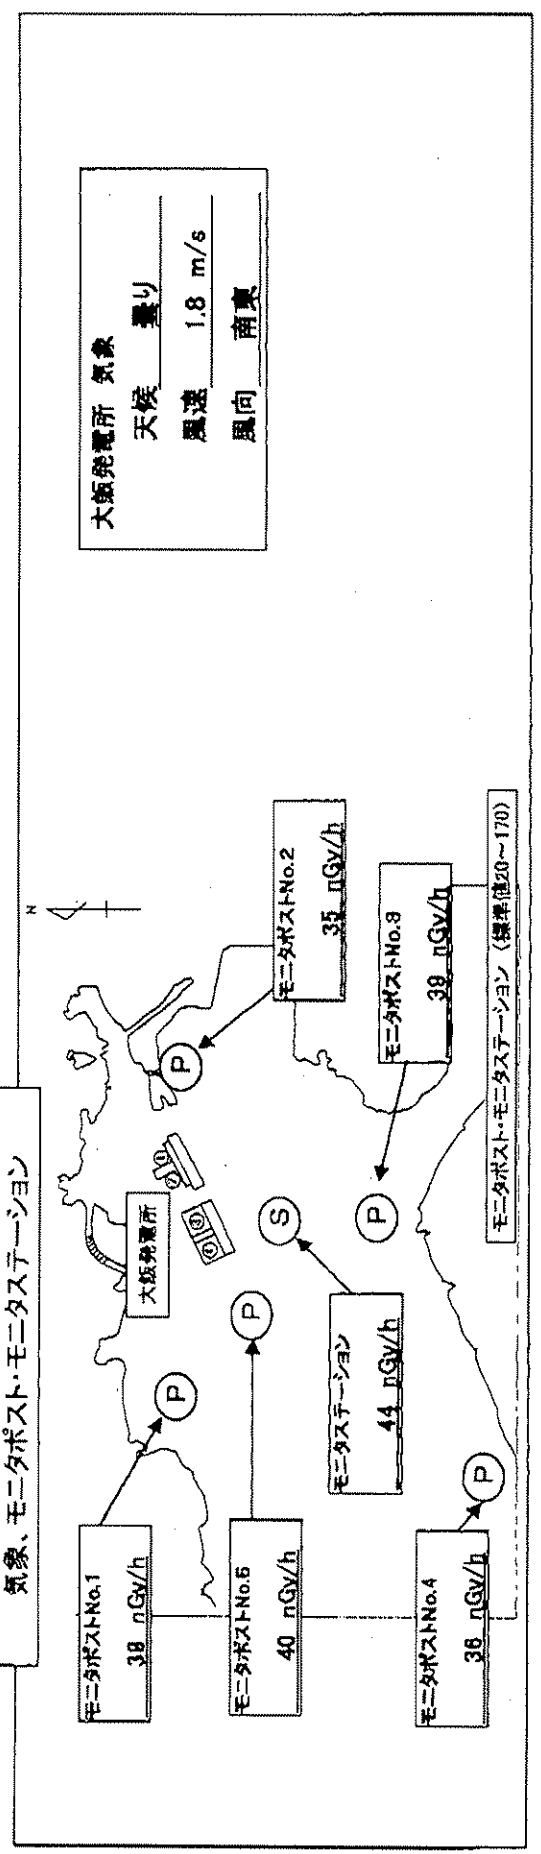 気象、モニタポスト・モニタステーション
大飯発電所 気象
天候 曇り
風速 1.8 m/s
風向 南東
N
モニタポストNo.1
38 nGy/h
モニタポストNo.5
40 nGy/h
モニタポストNo.4
36 nGy/h
モニタステーション
44 nGy/h
モニタポストNo.2
35 nGy/h
モニタポストNo.3
39 nGy/h
大飯発電所
P
P
P
P
P
S
①
②
③
④
モニタポスト・モニタステーション (標準値20~170)